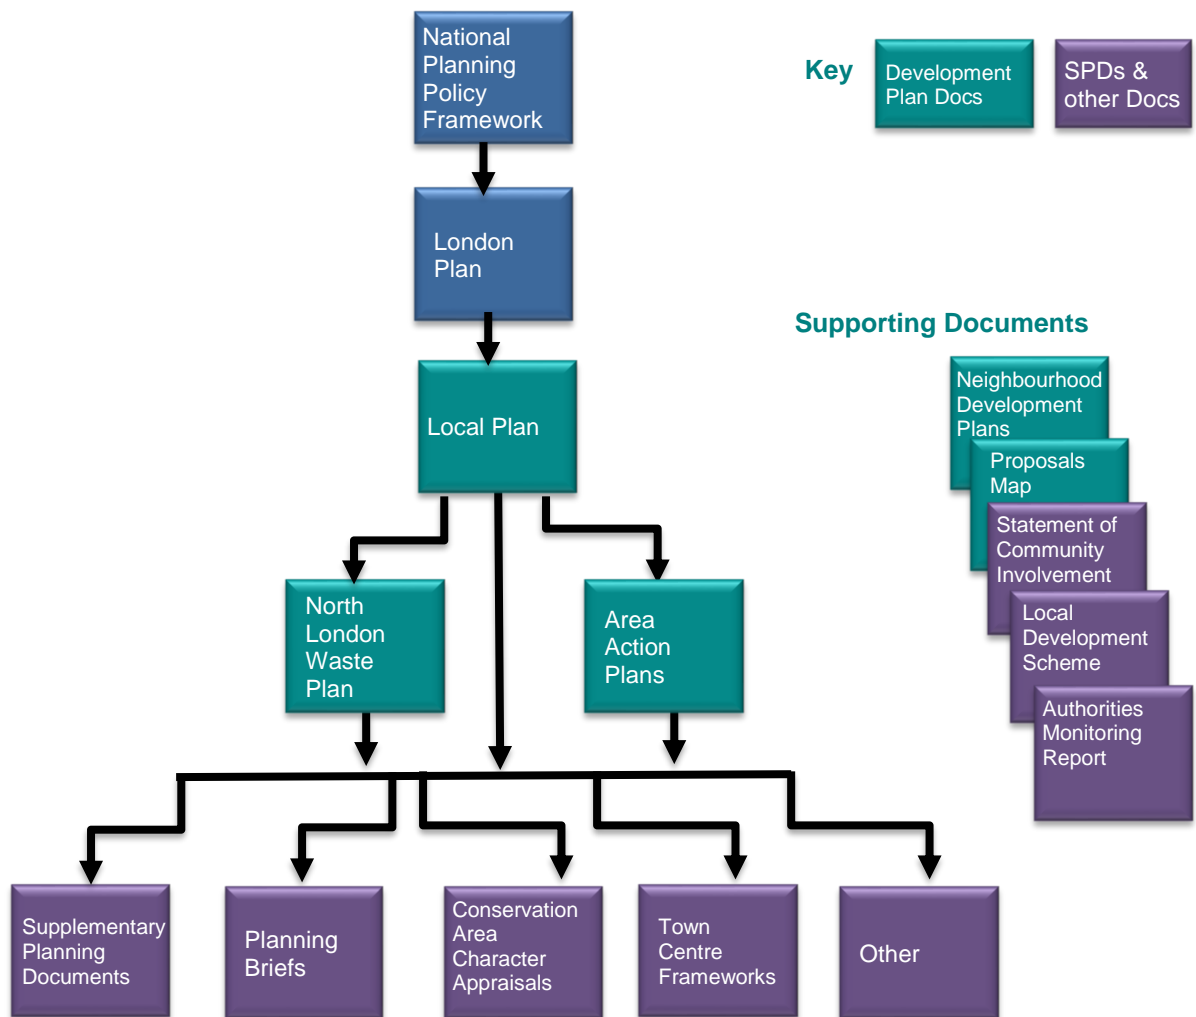 National
Planning
Policy
Framework
Key
Development
Plan Docs
SPDs &
other Docs
London
Plan
Supporting Documents
Local Plan
Neighbourhood
Development
Plans
Proposals
Map
Statement of
Community
Involvement
Local
Development
Scheme
Authorities
Monitoring
Report
North
London
Waste
Plan
Area
Action
Plans
Supplementary
Planning
Documents
Planning
Briefs
Conservation
Area
Character
Appraisals
Town
Centre
Frameworks
Other